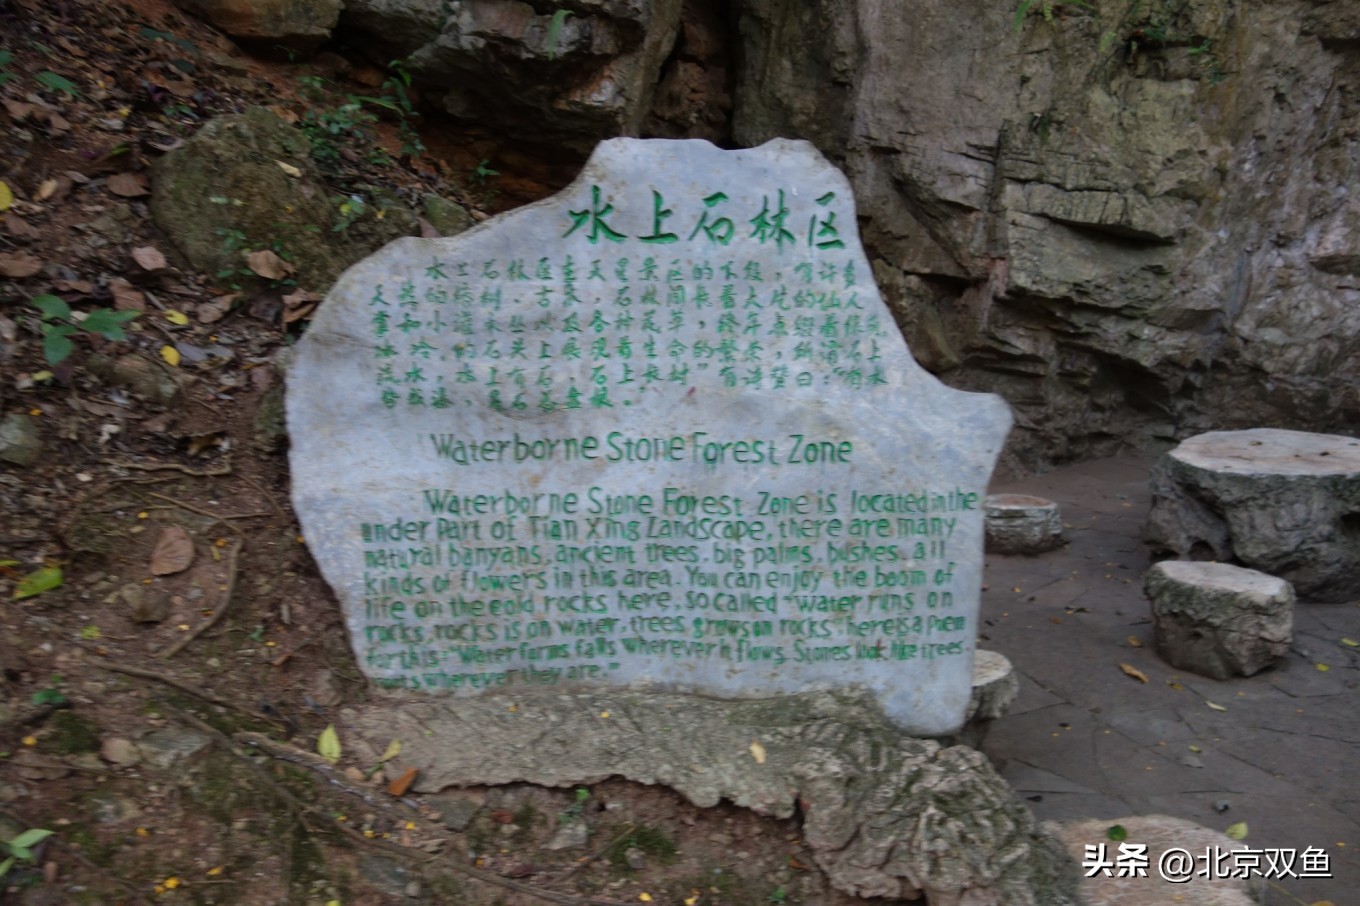 水上石林区
水上石林区在天星景区的下段,有许多
天然的榕树、古藤,石林间长着大片的仙人
掌和小灌木丛以及各种花草,终年点缀着
冰冷的石头上展现着生命的繁荣,所谓石上
流水,水上有石,石上长树"有诗赞曰:"有水
皆成瀑,是石总盘根。"
Waterborne Stone Forest Zone
Waterborne Stone Forest Zone is located in the
under part of Tian Xing Landscape, there are many
natural banyans, ancient trees, big palms, bushes, all
kinds of flowers in this area. You can enjoy the boom of
life on the cold rocks here, so called "water runs on
rocks, rocks is on water, trees grows on rocks", here is a Poem
for this: "Water forms falls wherever it flows, Stones look like trees
roots wherever they are."
头条 @北京双鱼